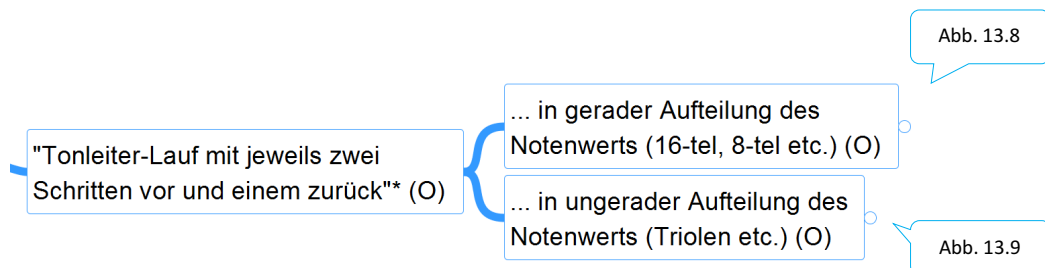 Abb. 13.8
"Tonleiter-Lauf mit jeweils zwei
Schritten vor und einem zurück"* (O)
... in gerader Aufteilung des
Notenwerts (16-tel, 8-tel etc.) (O)
... in ungerader Aufteilung des
Notenwerts (Triolen etc.) (O)
Abb. 13.9